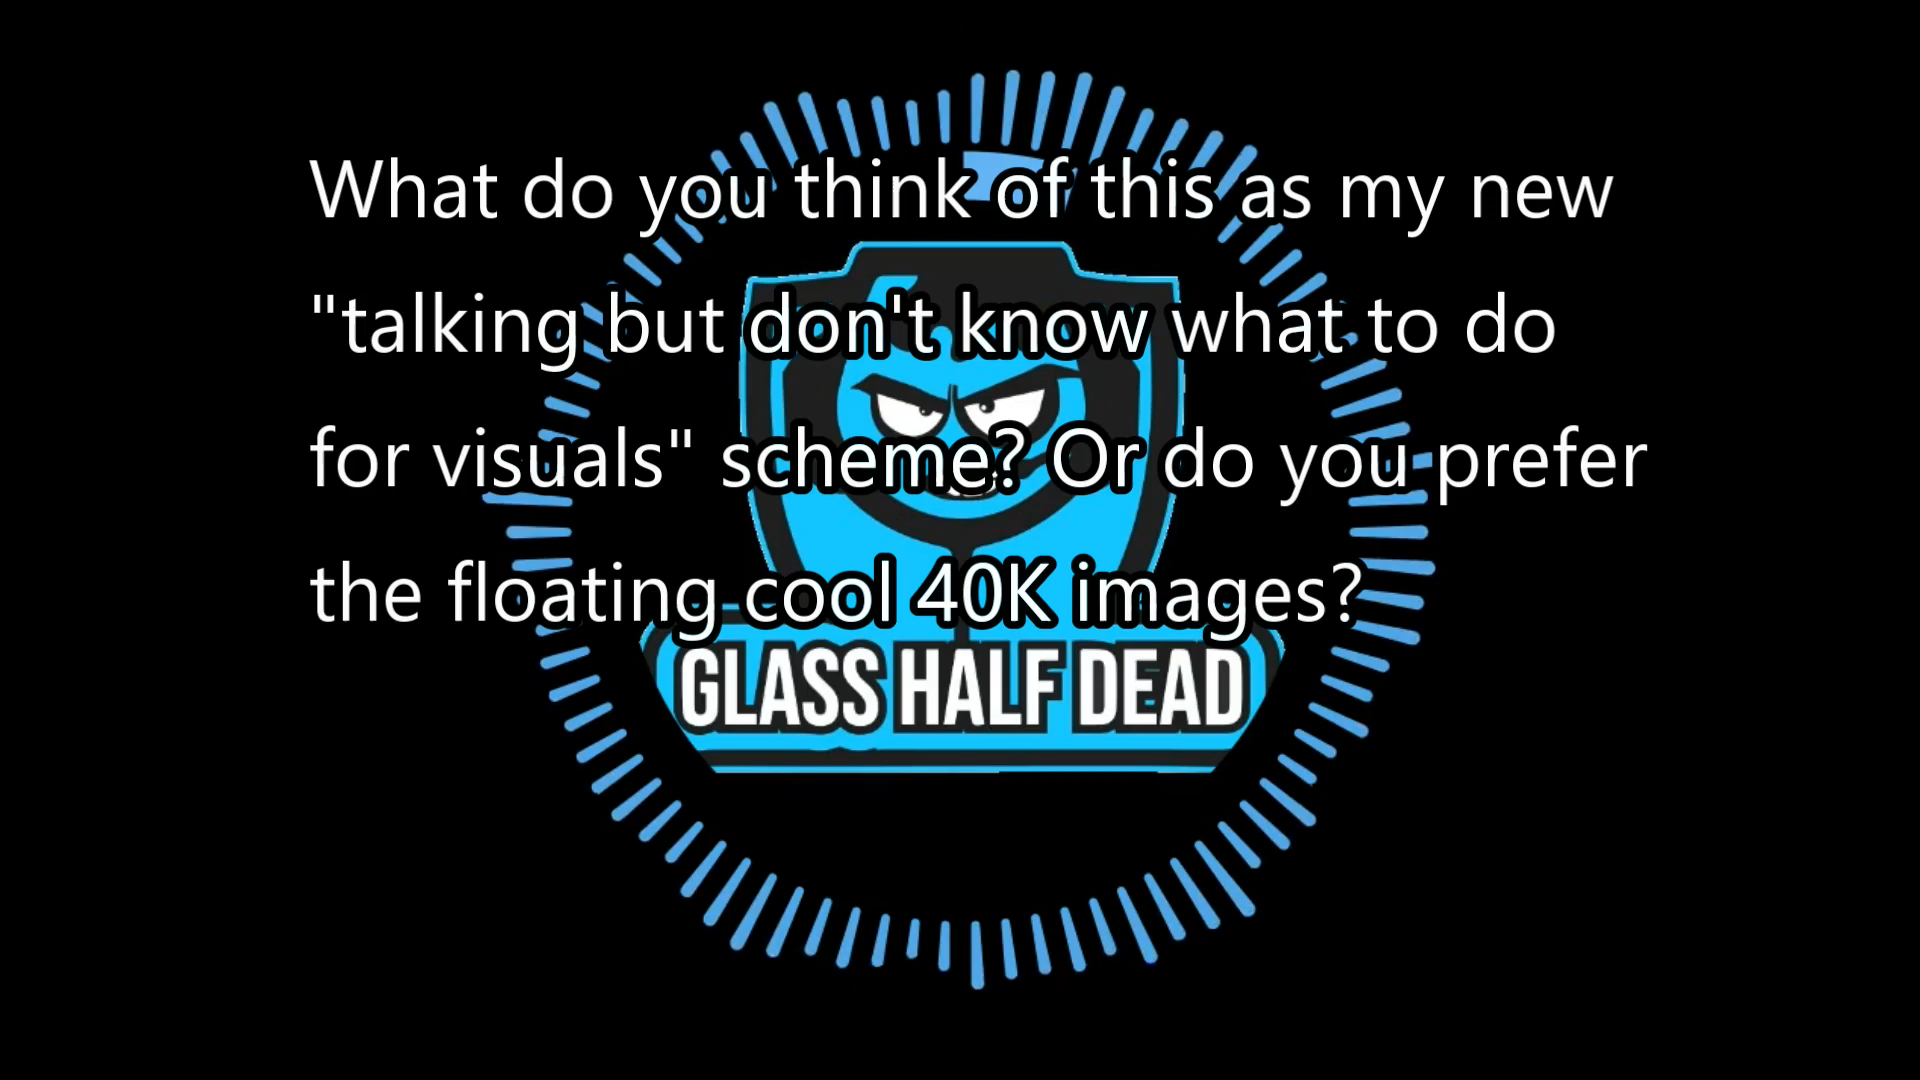 What do you think of this as my new
"talking but don't know what to do
for visuals" scheme? Or do you prefer
the floating cool 40K images?
GLASS HALF DEAD